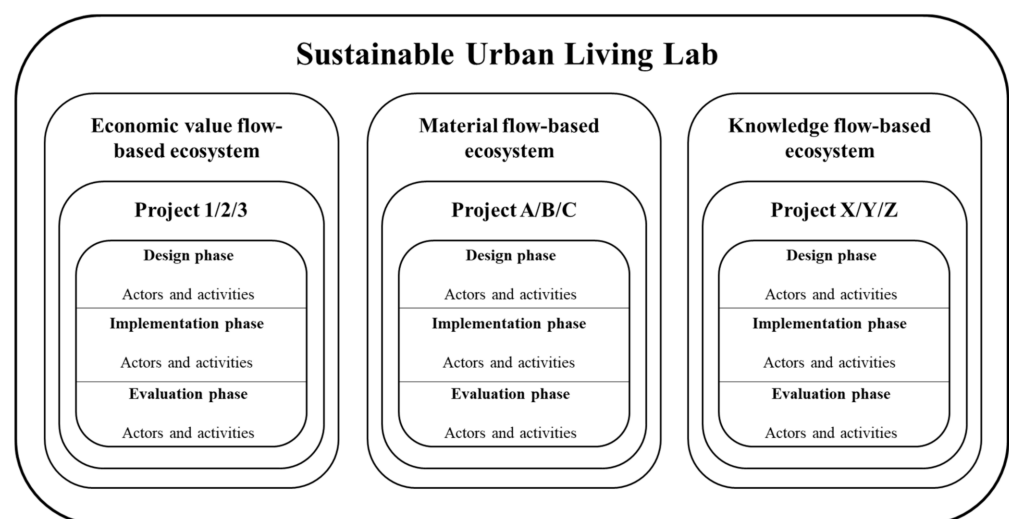 Sustainable Urban Living Lab
Economic value flow-
based ecosystem
Project 1/2/3
Design phase
Actors and activities
Implementation phase
Actors and activities
Evaluation phase
Actors and activities
Material flow-based
ecosystem
Project A/B/C
Design phase
Actors and activities
Implementation phase
Actors and activities
Evaluation phase
Actors and activities
Knowledge flow-based
ecosystem
Project X/Y/Z
Design phase
Actors and activities
Implementation phase
Actors and activities
Evaluation phase
Actors and activities